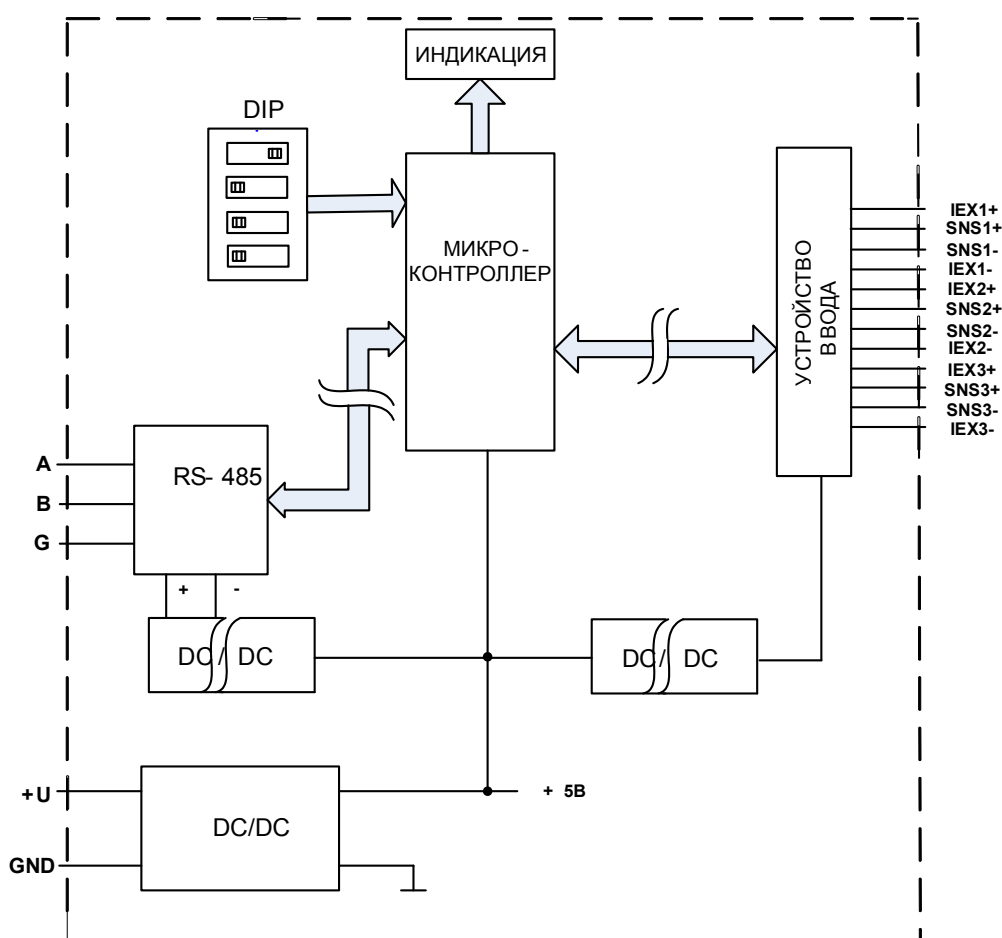 ИНДИКАЦИЯ
DIP
МИКРО-
КОНТРОЛЛЕР
УСТРОЙСТВО
ВВОДА
IEX1+
SNS1+
SNS1-
IEX1-
IEX2+
SNS2+
SNS2-
IEX2-
IEX3+
SNS3+
SNS3-
IEX3-
A
B
G
RS- 485
+ -
DC/ DC
DC/ DC
+U
GND
DC/DC
+ 5В